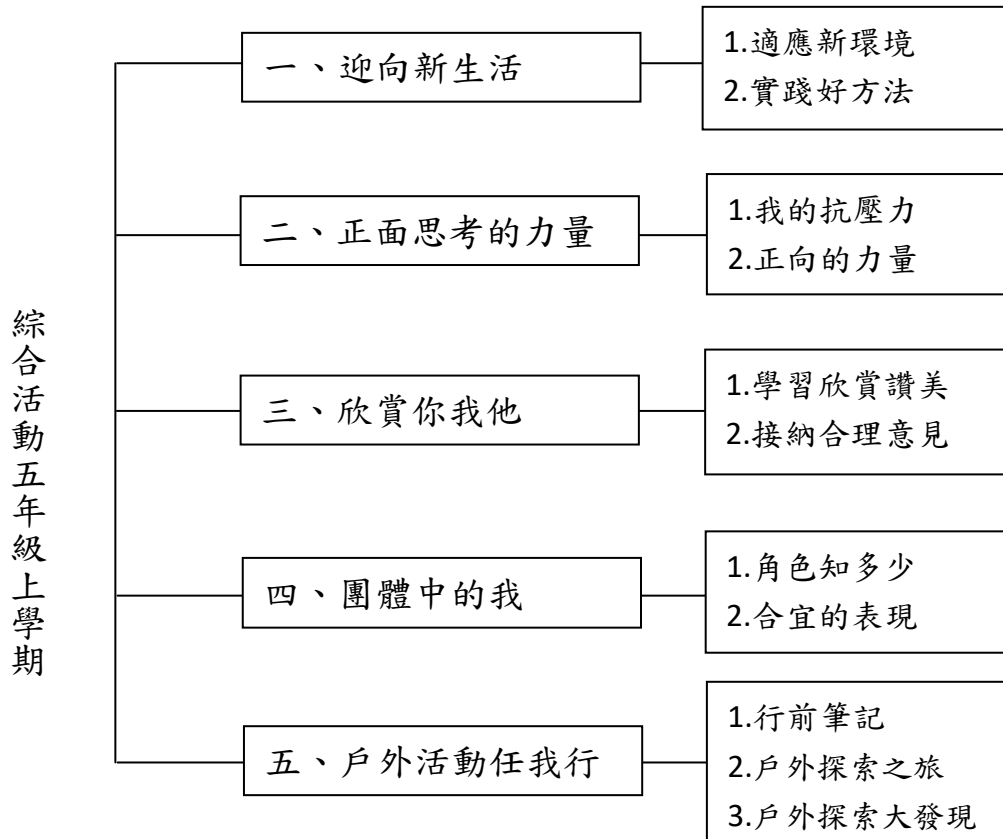 綜合活動五年級上學期
一、迎向新生活
1.適應新環境
2.實踐好方法
二、正面思考的力量
1.我的抗壓力
2.正向的力量
三、欣賞你我他
1.學習欣賞讚美
2.接納合理意見
四、團體中的我
1.角色知多少
2.合宜的表現
五、戶外活動任我行
1.行前筆記
2.戶外探索之旅
3.戶外探索大發現